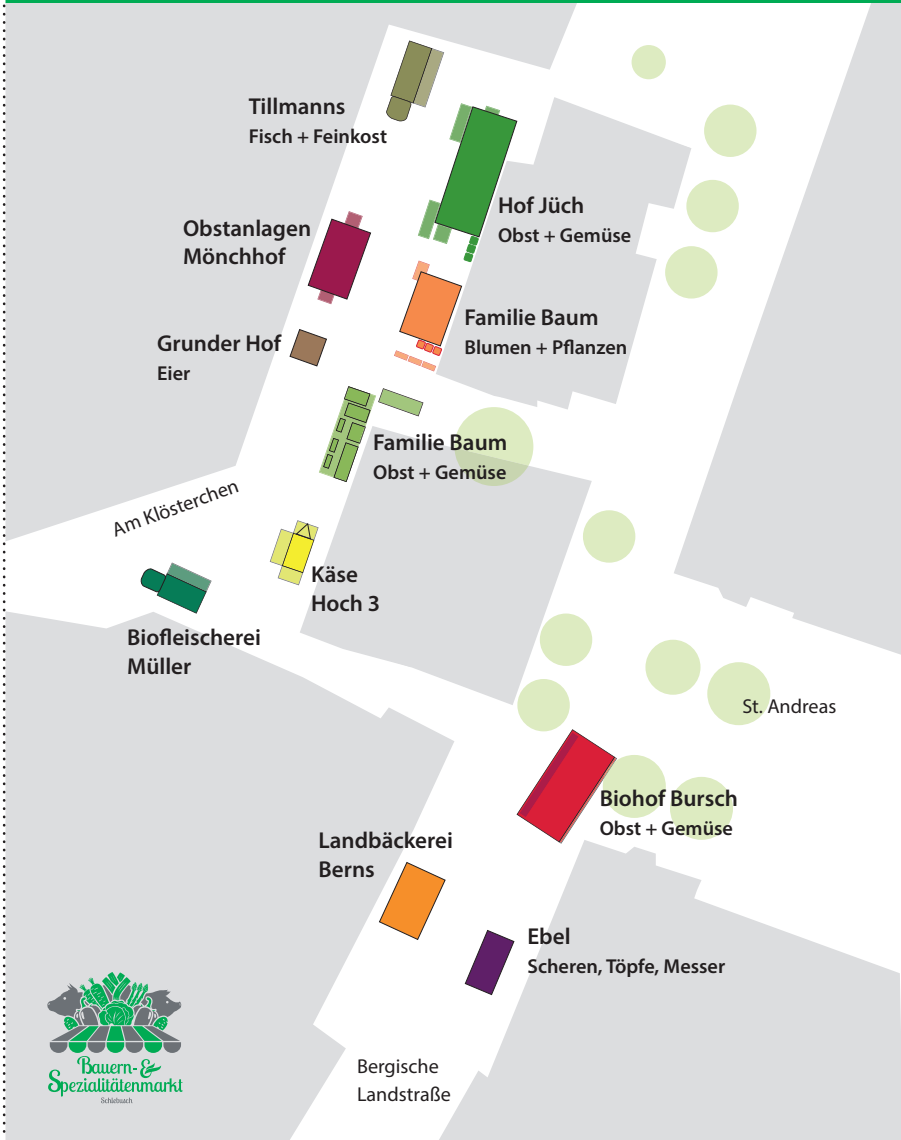 Tillmanns
Fisch + Feinkost
Hof Jüch
Obst + Gemüse
Obstanlagen
Mönchhof
Familie Baum
Blumen + Pflanzen
Grunder Hof
Eier
Familie Baum
Obst + Gemüse
Am Klösterchen
Käse
Hoch 3
Biofleischerei
Müller
St. Andreas
Biohof Bursch
Obst + Gemüse
Landbäckerei
Berns
Ebel
Scheren, Töpfe, Messer
Bauern- &
Spezialitätenmarkt
Schlebusch
Bergische
Landstraße